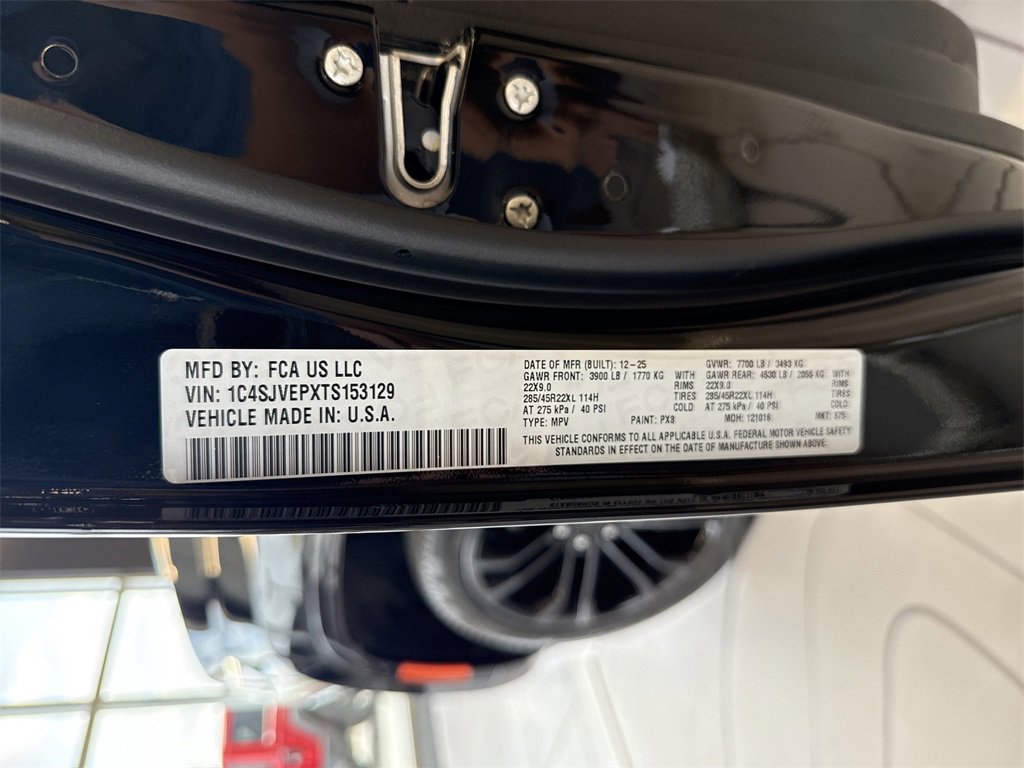 MFD BY: FCA US LLC
VIN: 1C4SJVEPXTS153129
VEHICLE MADE IN: U.S.A.
DATE OF MFR (BUILT): 12-25 GVWR: 7700 LB / 3493 KG
GAWR FRONT: 3900 LB / 1770 KG WITH GAWR REAR: 4530 LB / 2055 KG WITH
22X9.0 RIMS 22X9.0 RIMS
285/45R22XL 114H TIRES 285/45R22XL 114H TIRES
AT 275 kPa / 40 PSI COLD AT 275 kPa / 40 PSI COLD
TYPE: MPV PAINT: PX8 MDH: 121016 MKT: 375
THIS VEHICLE CONFORMS TO ALL APPLICABLE U.S.A. FEDERAL MOTOR VEHICLE SAFETY
STANDARDS IN EFFECT ON THE DATE OF MANUFACTURE SHOWN ABOVE.